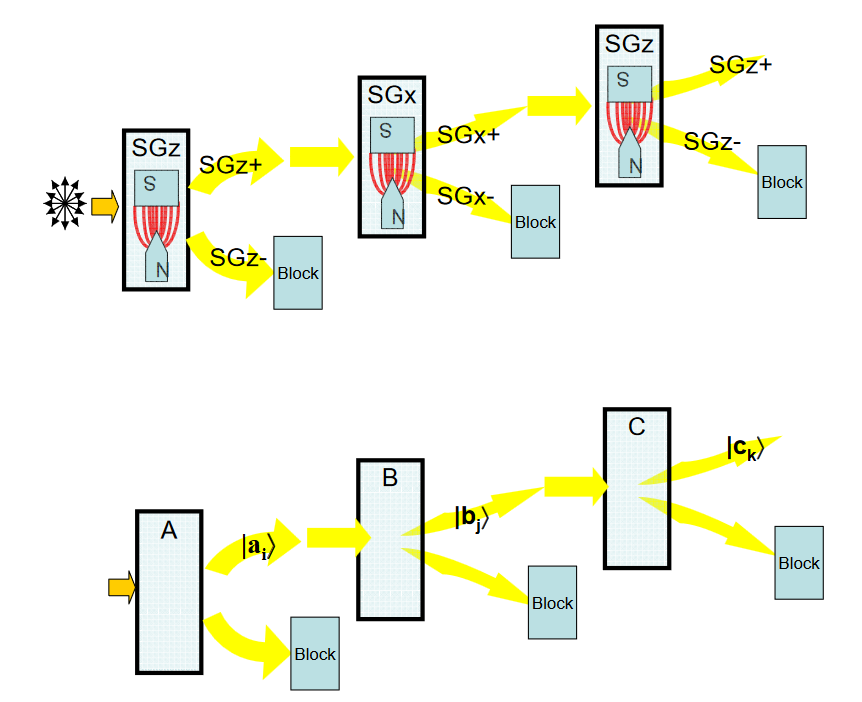 SGz
S
SGz+
SGx
SGx+
S
SGz
S
SGz+
SGz-
N
Block
SGx-
N
Block
SGz-
N
Block
A
|aᵢ⟩
Block
B
|bⱼ⟩
Block
C
|cₖ⟩
Block